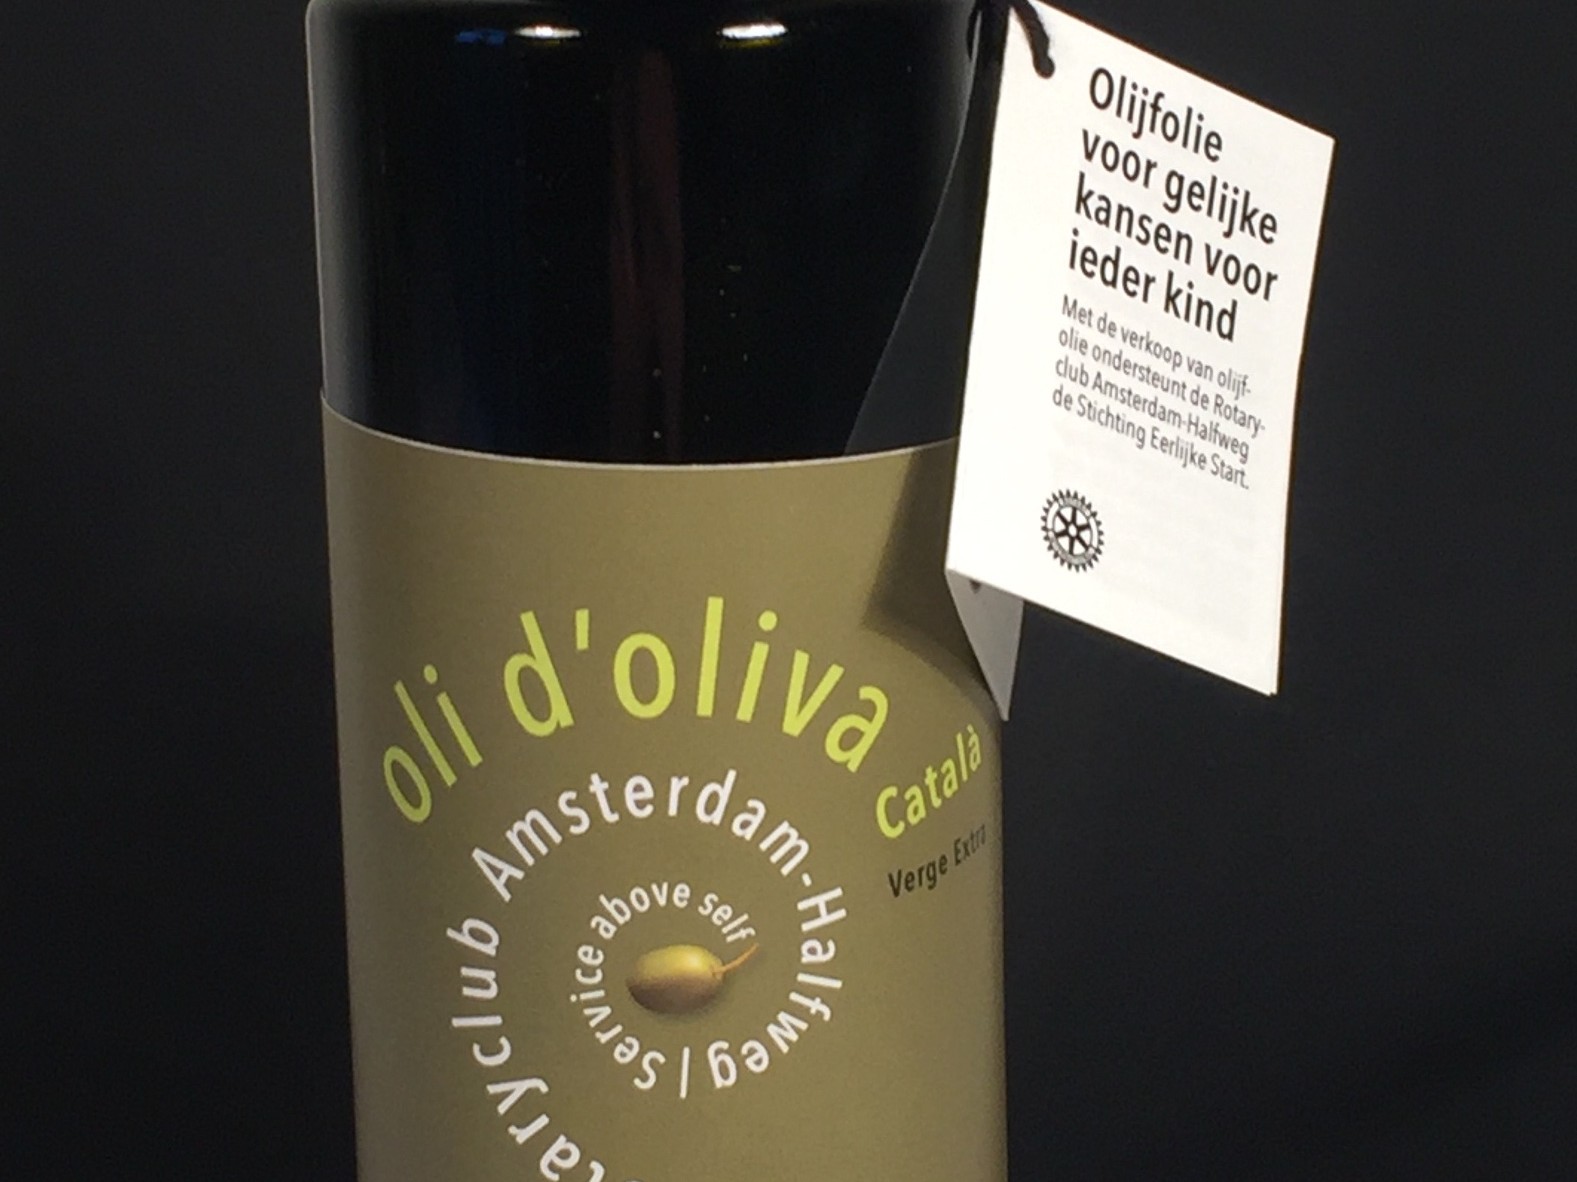 Olijfolie
voor gelijke
kansen voor
ieder kind
Met de verkoop van olijf-
olie ondersteunt de Rotary-
club Amsterdam-Halfweg
de Stichting Eerlijke Start.
oli d'oliva
Català
Verge Extra
taryclub Amsterdam-Halfweg / Service above self